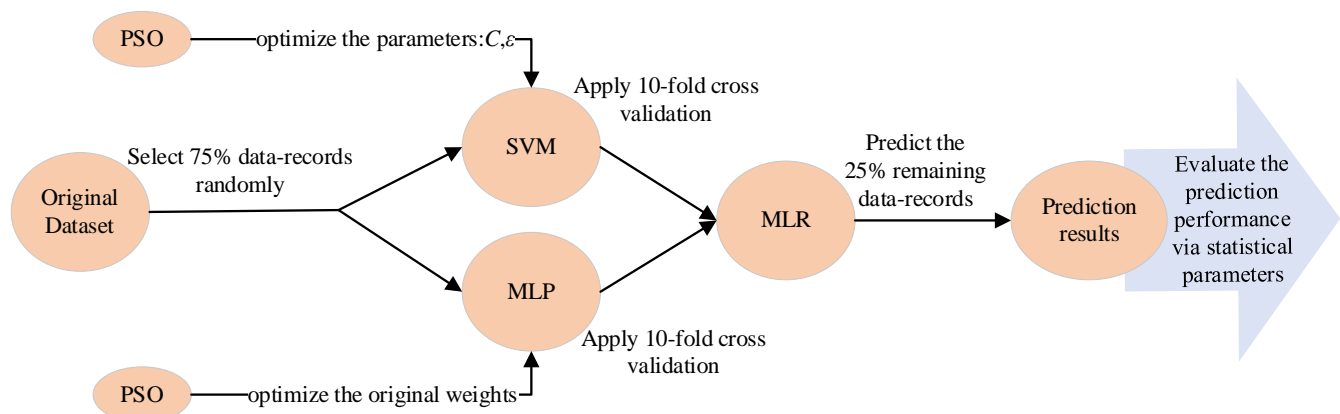 PSO
optimize the parameters:C,ε
Apply 10-fold cross
validation
SVM
Select 75% data-records
randomly
Original
Dataset
Predict the
25% remaining
data-records
MLR
Prediction
results
Evaluate the
prediction
performance
via statistical
parameters
MLP
Apply 10-fold cross
validation
PSO
optimize the original weights